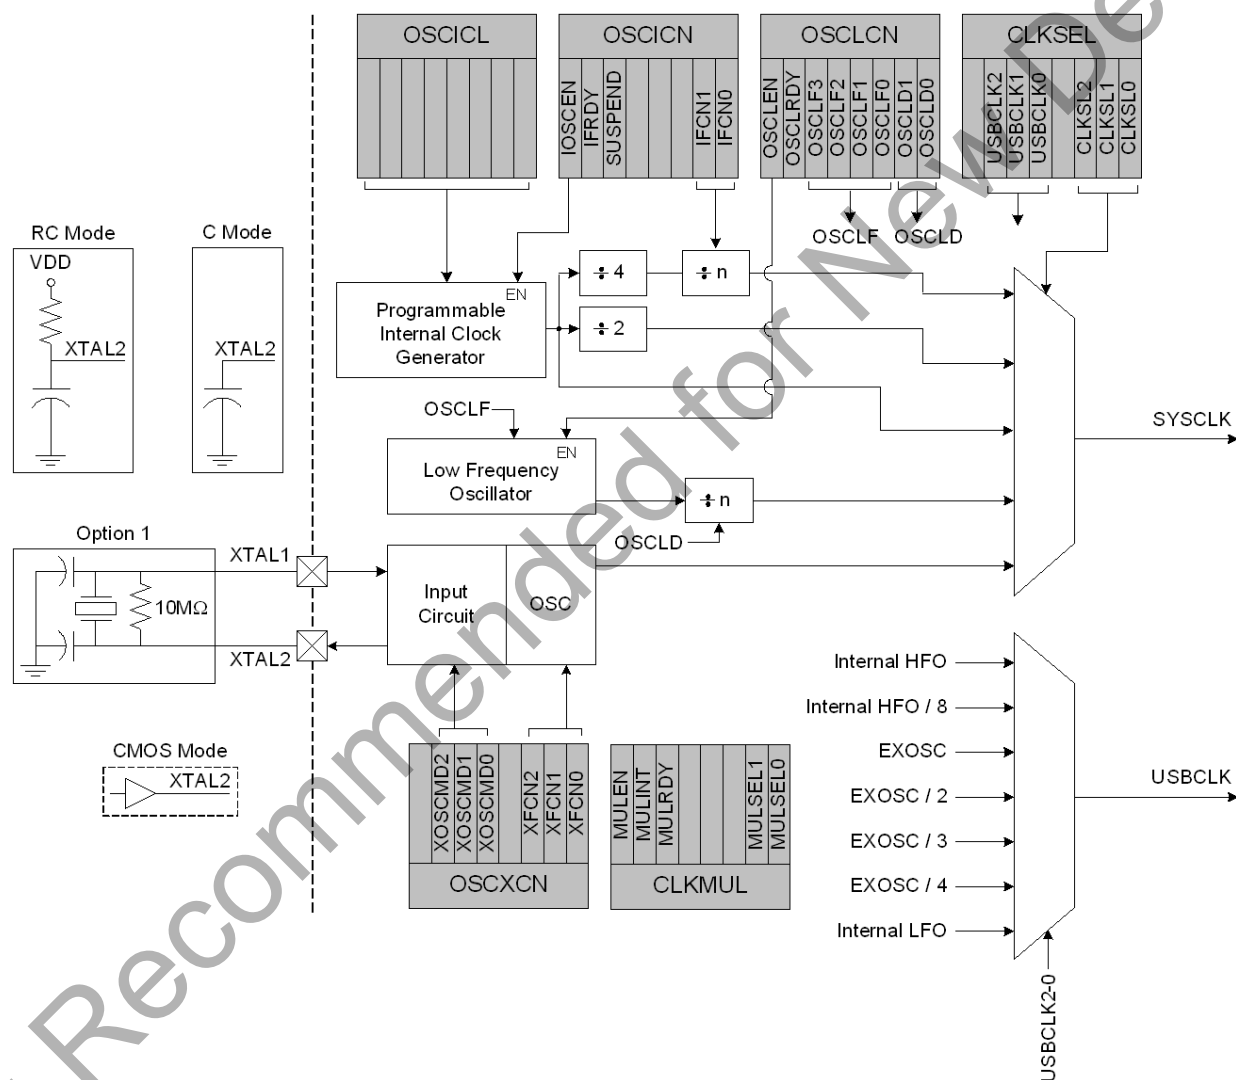 OSCICL
OSCICN
OSCLCN
CLKSEL
IOSCEN
IFRDY
SUSPEND
IFCN1
IFCN0
OSCLEN
OSCLRDY
OSCLF3
OSCLF2
OSCLF1
OSCLF0
OSCLD1
OSCLD0
USBCLK2
USBCLK1
USBCLK0
CLKSL2
CLKSL1
CLKSL0
RC Mode
VDD
XTAL2
C Mode
XTAL2
OSCLF
OSCLD
EN
Programmable
Internal Clock
Generator
÷ 4
÷ n
÷ 2
OSCLF
EN
Low Frequency
Oscillator
÷ n
OSCLD
SYSCLK
Option 1
XTAL1
10MΩ
XTAL2
Input
Circuit
OSC
CMOS Mode
XTAL2
XOSCMD2
XOSCMD1
XOSCMD0
XFCN2
XFCN1
XFCN0
OSCXCN
MULEN
MULINT
MULRDY
MULSEL1
MULSEL0
CLKMUL
Internal HFO
Internal HFO / 8
EXOSC
EXOSC / 2
EXOSC / 3
EXOSC / 4
Internal LFO
USBCLK
USBCLK2-0
Recommended for New De